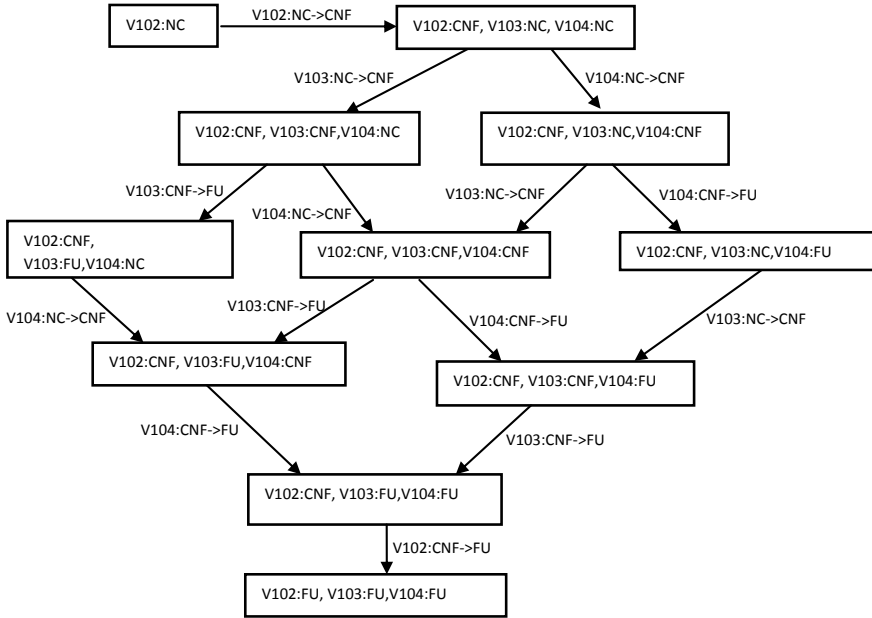 V102:NC
V102:NC->CNF
V102:CNF, V103:NC, V104:NC
V103:NC->CNF
V104:NC->CNF
V102:CNF, V103:CNF,V104:NC
V102:CNF, V103:NC,V104:CNF
V103:CNF->FU
V104:NC->CNF
V103:NC->CNF
V104:CNF->FU
V102:CNF,
V103:FU,V104:NC
V102:CNF, V103:CNF,V104:CNF
V102:CNF, V103:NC,V104:FU
V104:NC->CNF
V103:CNF->FU
V104:CNF->FU
V103:NC->CNF
V102:CNF, V103:FU,V104:CNF
V102:CNF, V103:CNF,V104:FU
V104:CNF->FU
V103:CNF->FU
V102:CNF, V103:FU,V104:FU
V102:CNF->FU
V102:FU, V103:FU,V104:FU